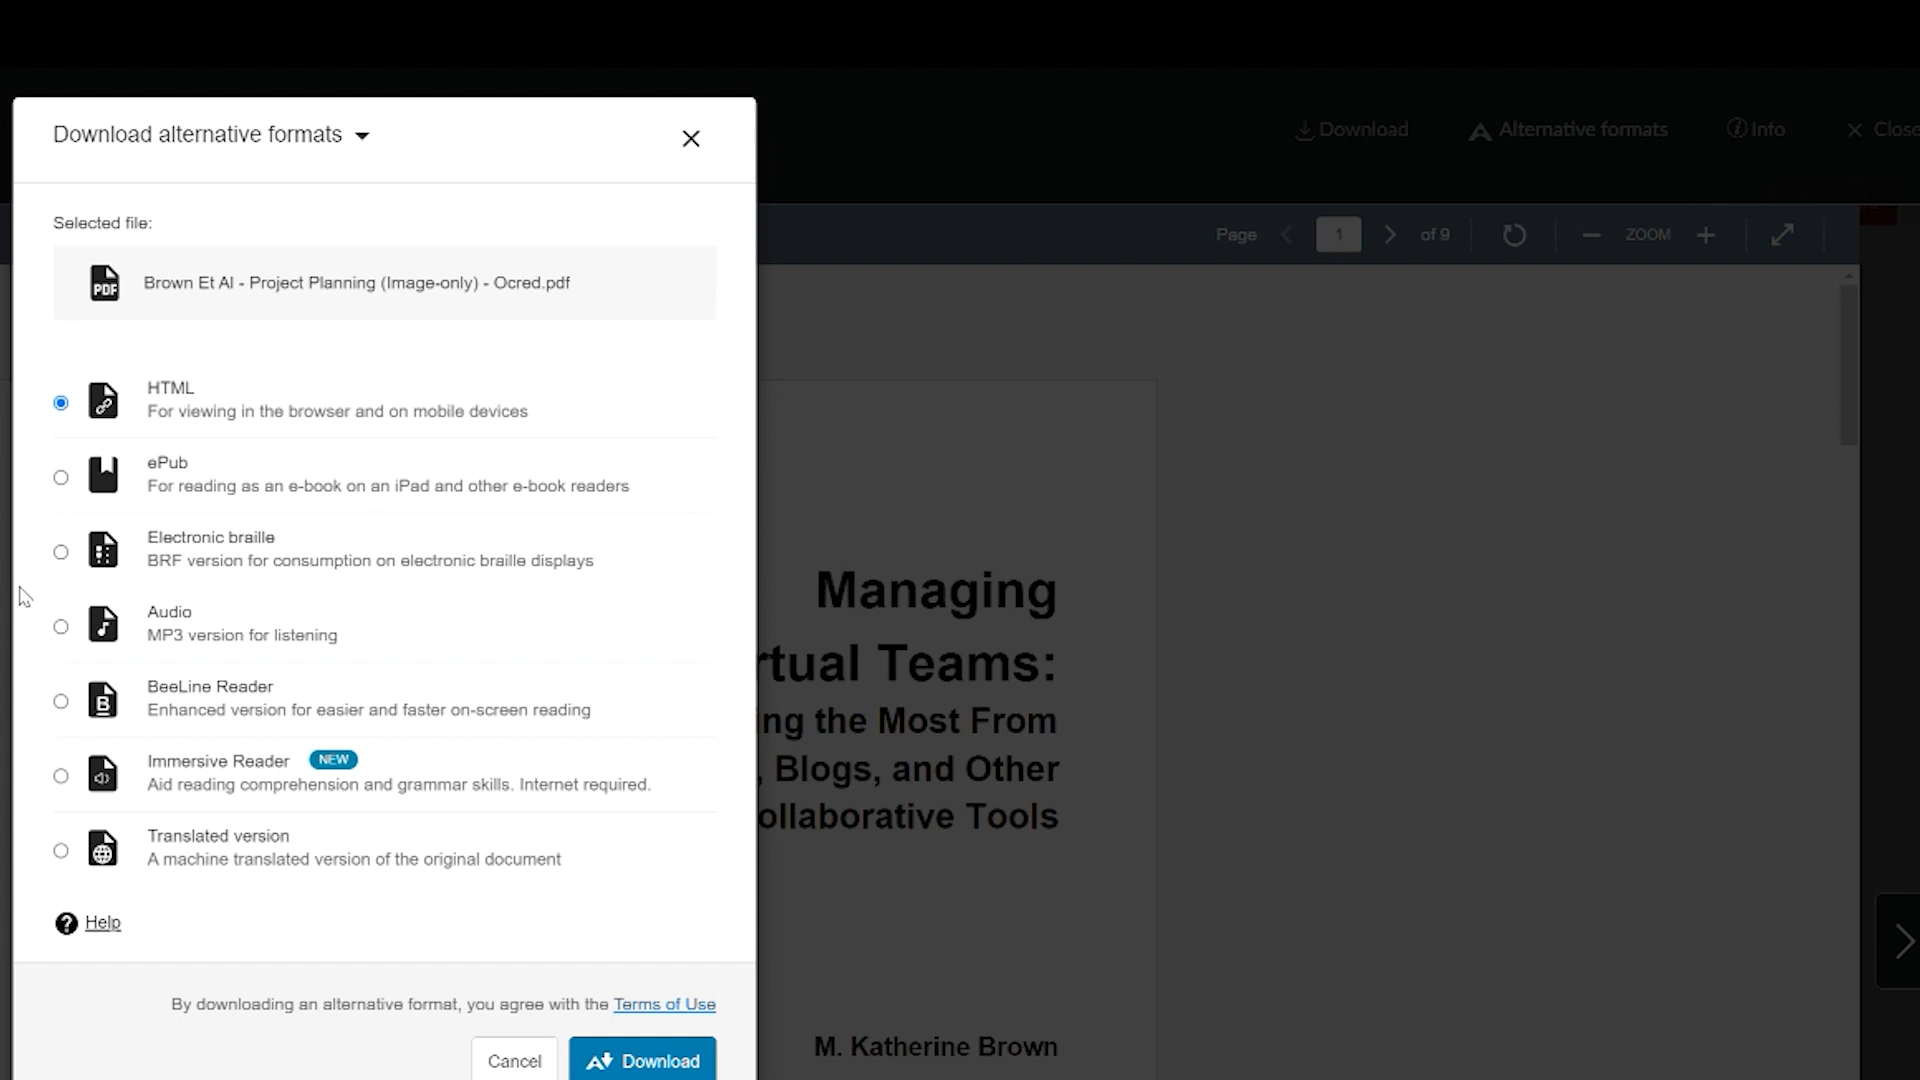 Download alternative formats
Download
Alternative formats
Info
Close
Selected file:
PDF
Brown Et Al - Project Planning (Image-only) - Ocred.pdf
Page
1
of 9
ZOOM
HTML
For viewing in the browser and on mobile devices
ePub
For reading as an e-book on an iPad and other e-book readers
Electronic braille
BRF version for consumption on electronic braille displays
Audio
MP3 version for listening
BeeLine Reader
B
Enhanced version for easier and faster on-screen reading
Immersive Reader NEW
Aid reading comprehension and grammar skills. Internet required.
Translated version
A machine translated version of the original document
Help
By downloading an alternative format, you agree with the Terms of Use
Cancel
Download
Managing
rtual Teams:
ing the Most From
, Blogs, and Other
ollaborative Tools
M. Katherine Brown